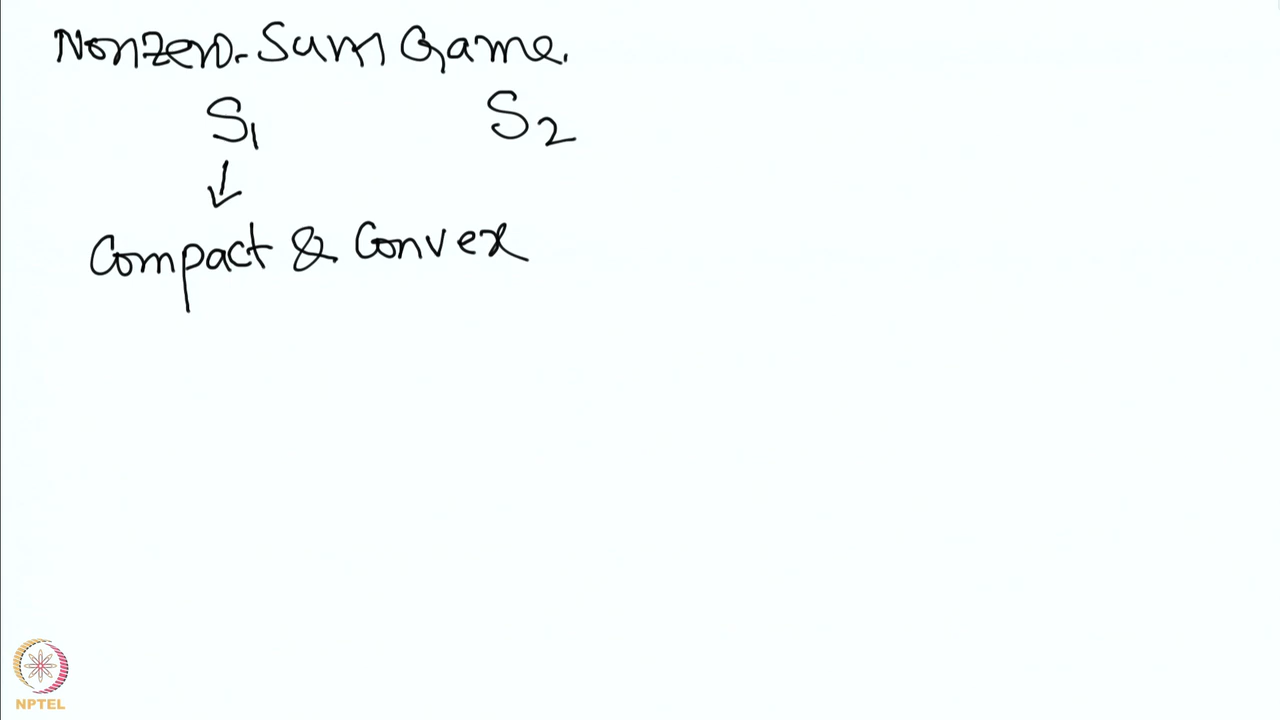 Nonzero-Sum Game.
S₁ S₂
↓
Compact & Convex
NPTEL